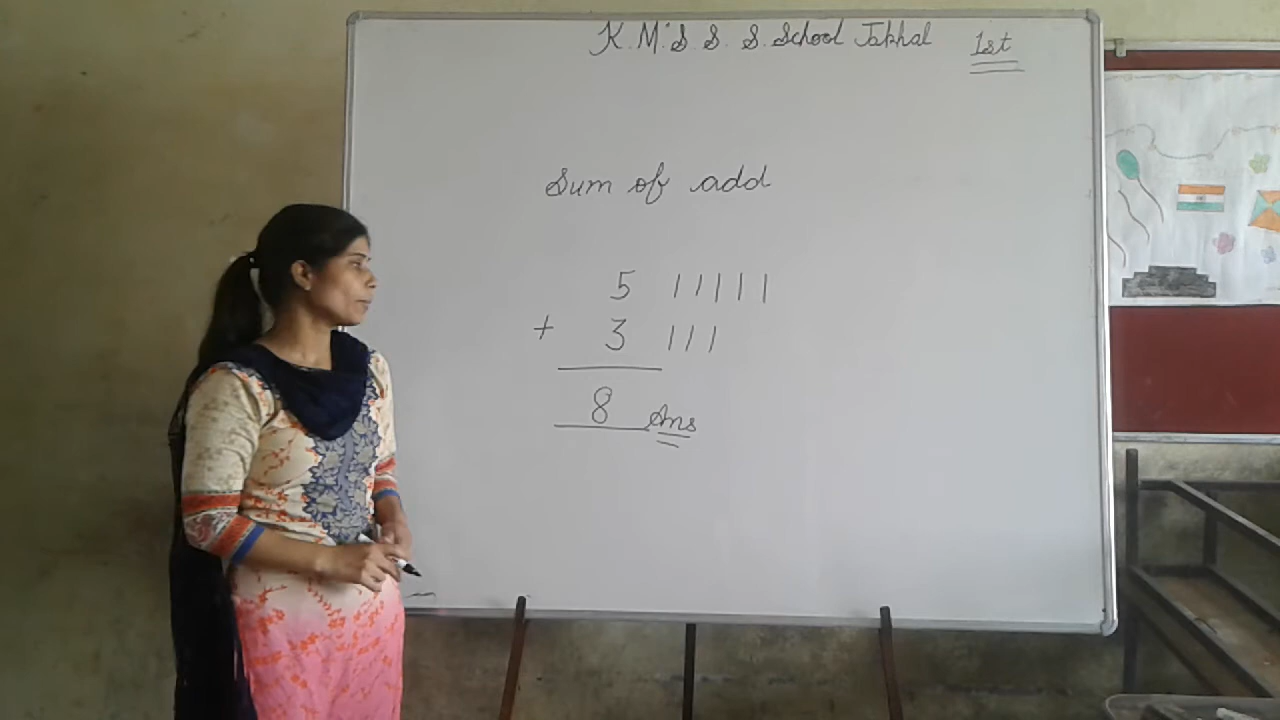 K. M. S. S. S. School Jakhal 1st
Sum of add
5 | | | | |
+ 3 | | |
8 Ans